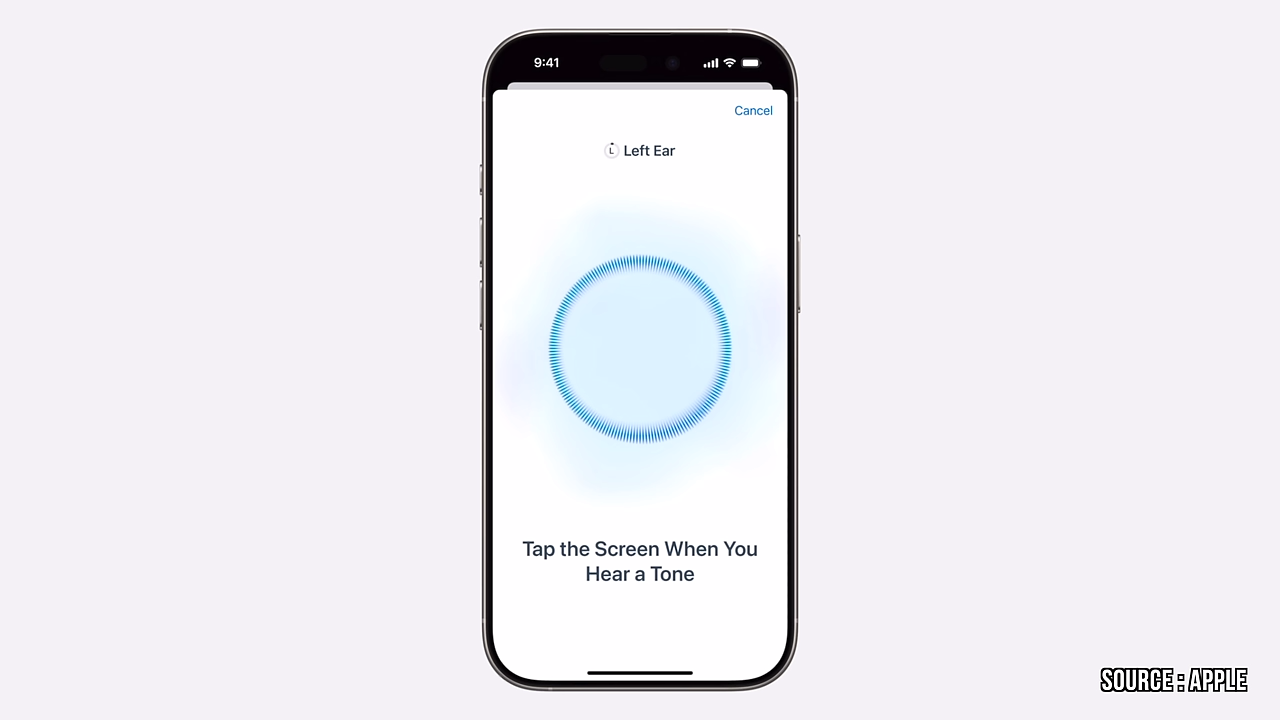 9:41
Cancel
L Left Ear
Tap the Screen When You
Hear a Tone
SOURCE : APPLE